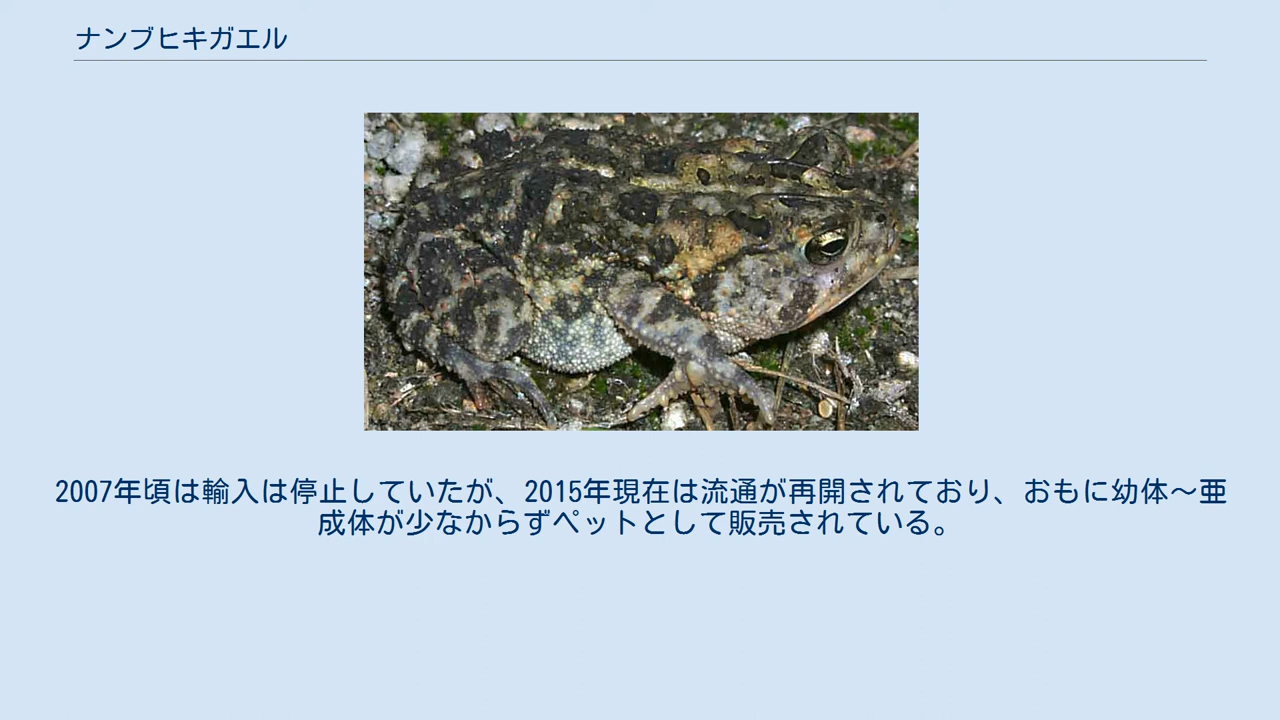 ナンブヒキガエル
2007年頃は輸入は停止していたが、2015年現在は流通が再開されており、おもに幼体～亜
成体が少なからずペットとして販売されている。